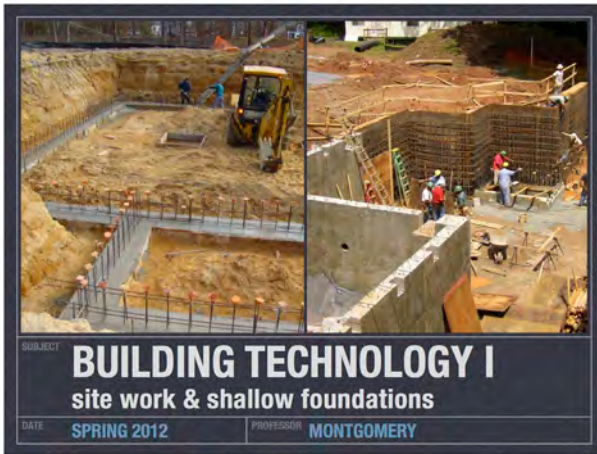 SUBJECT
BUILDING TECHNOLOGY I
site work & shallow foundations
DATE SPRING 2012 PROFESSOR MONTGOMERY